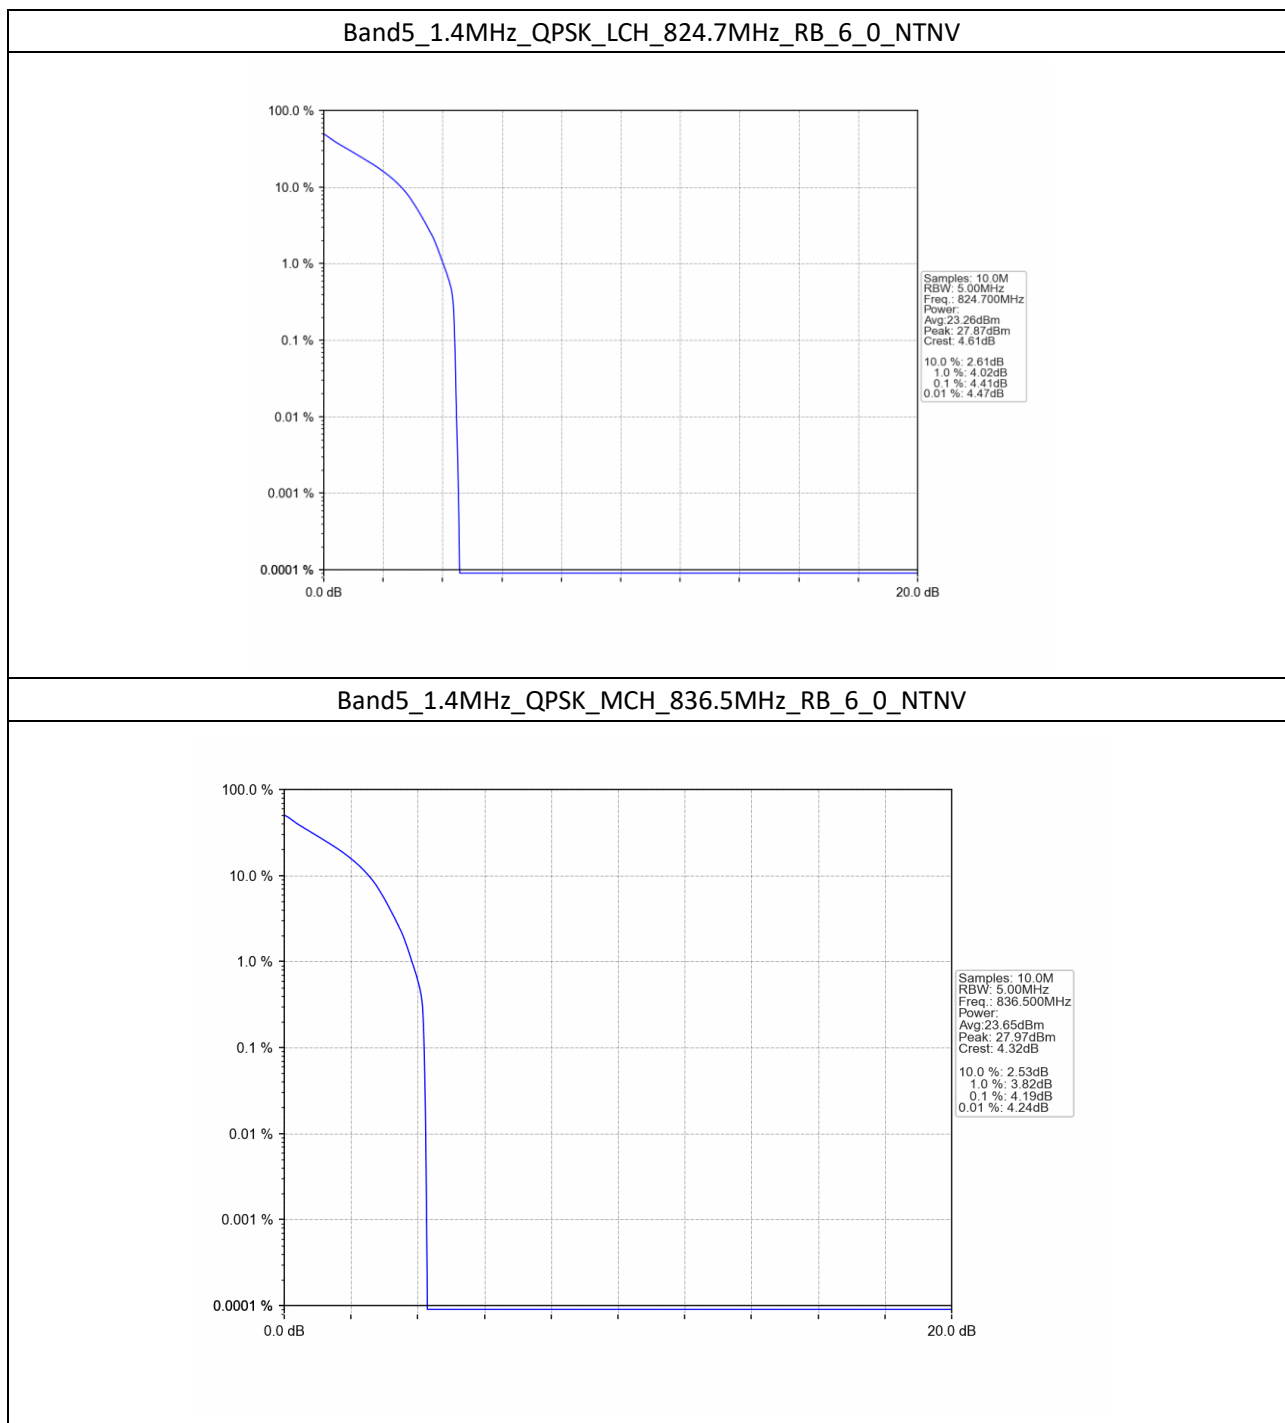 Band5_1.4MHz_QPSK_LCH_824.7MHz_RB_6_0_NTNV
100.0 %
10.0 %
1.0 %
0.1 %
0.01 %
0.001 %
0.0001 %
0.0 dB
20.0 dB
Samples: 10.0M
RBW: 5.00MHz
Freq.: 824.700MHz
Power:
Avg:23.26dBm
Peak: 27.87dBm
Crest: 4.61dB
10.0 %: 2.61dB
1.0 %: 4.02dB
0.1 %: 4.41dB
0.01 %: 4.47dB
Band5_1.4MHz_QPSK_MCH_836.5MHz_RB_6_0_NTNV
100.0 %
10.0 %
1.0 %
0.1 %
0.01 %
0.001 %
0.0001 %
0.0 dB
20.0 dB
Samples: 10.0M
RBW: 5.00MHz
Freq.: 836.500MHz
Power:
Avg:23.65dBm
Peak: 27.97dBm
Crest: 4.32dB
10.0 %: 2.53dB
1.0 %: 3.82dB
0.1 %: 4.19dB
0.01 %: 4.24dB